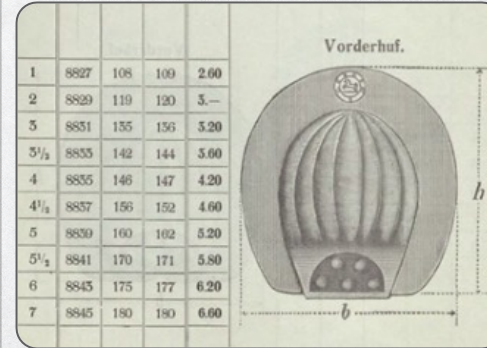 Vorderhuf.
1 8827 108 109 2.60
2 8829 119 120 3.—
3 8831 135 136 3.20
3½ 8833 142 144 3.60
4 8835 146 147 4.20
4½ 8837 156 152 4.60
5 8839 160 162 5.20
5½ 8841 170 171 5.80
6 8843 175 177 6.20
7 8845 180 180 6.60
h
b